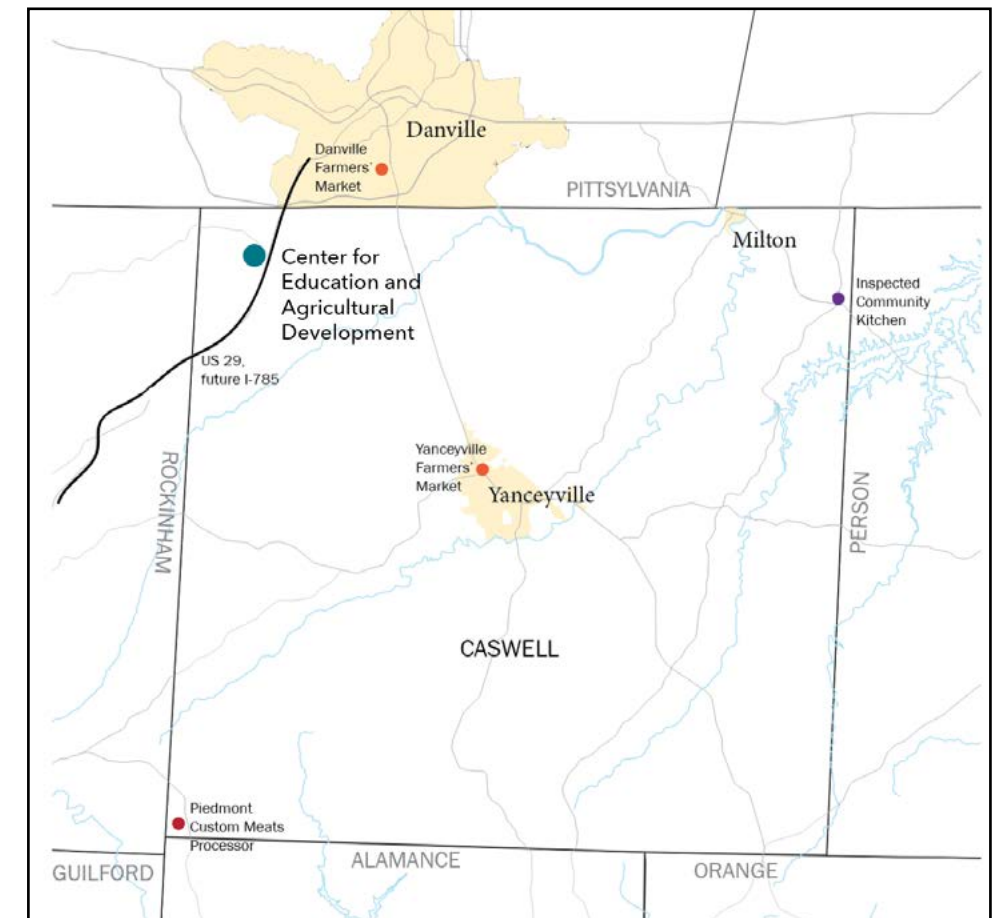 Danville
Danville
Farmers'
Market
PITTSYLVANIA
Milton
Center for
Education and
Agricultural
Development
Inspected
Community
Kitchen
US 29,
future I-785
Yanceyville
Farmers'
Market
Yanceyville
ROCKINHAM
PERSON
CASWELL
Piedmont
Custom Meats
Processor
GUILFORD
ALAMANCE
ORANGE